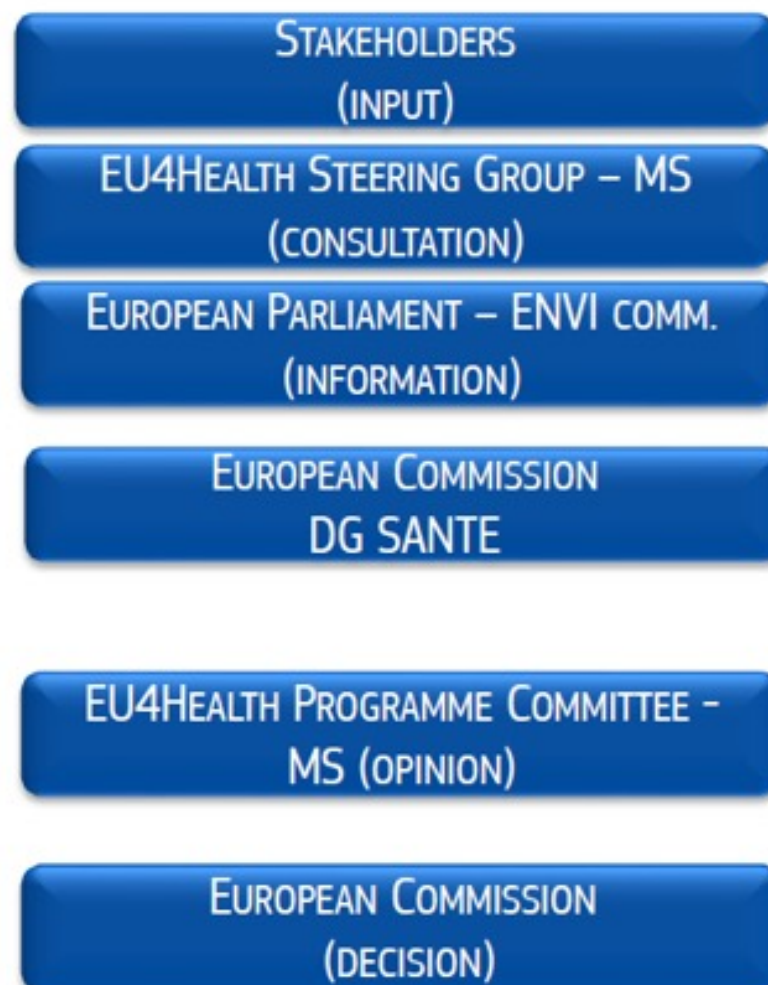 STAKEHOLDERS
(INPUT)
EU4HEALTH STEERING GROUP – MS
(CONSULTATION)
EUROPEAN PARLIAMENT – ENVI COMM.
(INFORMATION)
EUROPEAN COMMISSION
DG SANTE
EU4HEALTH PROGRAMME COMMITTEE -
MS (OPINION)
EUROPEAN COMMISSION
(DECISION)